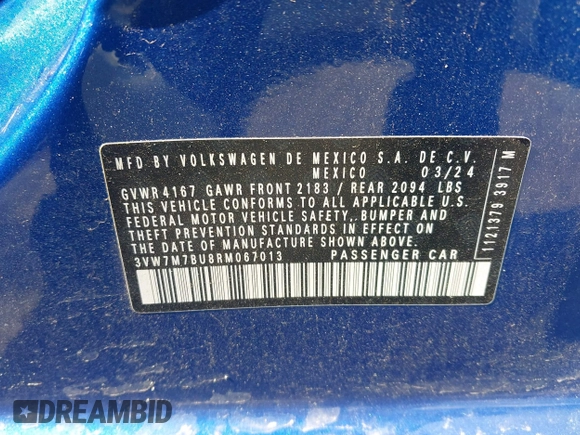 MFD BY VOLKSWAGEN DE MEXICO S.A. DE C.V.
MEXICO 03/24
GVWR 4167 GAWR FRONT 2183 / REAR 2094 LBS
THIS VEHICLE CONFORMS TO ALL APPLICABLE U.S.
FEDERAL MOTOR VEHICLE SAFETY, BUMPER AND
THEFT PREVENTION STANDARDS IN EFFECT ON THE
DATE OF MANUFACTURE SHOWN ABOVE.
3VW7M7BU8RM067013 PASSENGER CAR
1121379 3917 M
DREAMBID